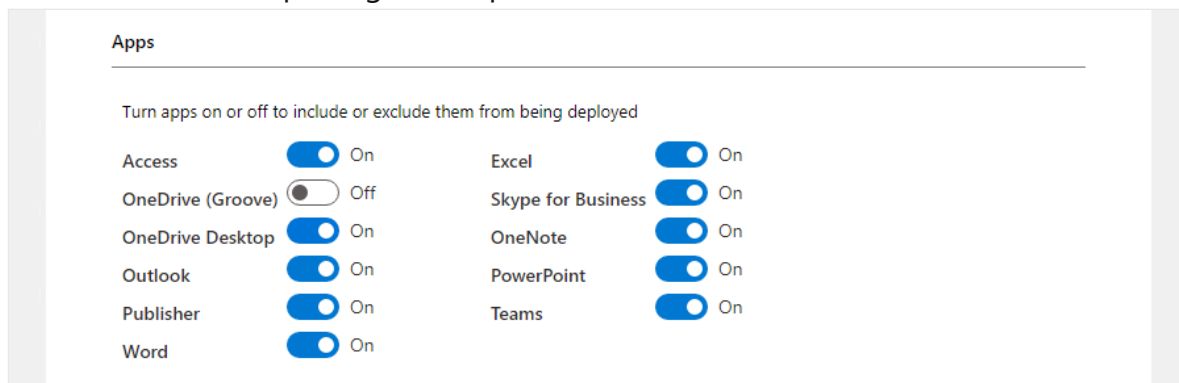 Apps
Turn apps on or off to include or exclude them from being deployed
Access On Excel On
OneDrive (Groove) Off Skype for Business On
OneDrive Desktop On OneNote On
Outlook On PowerPoint On
Publisher On Teams On
Word On